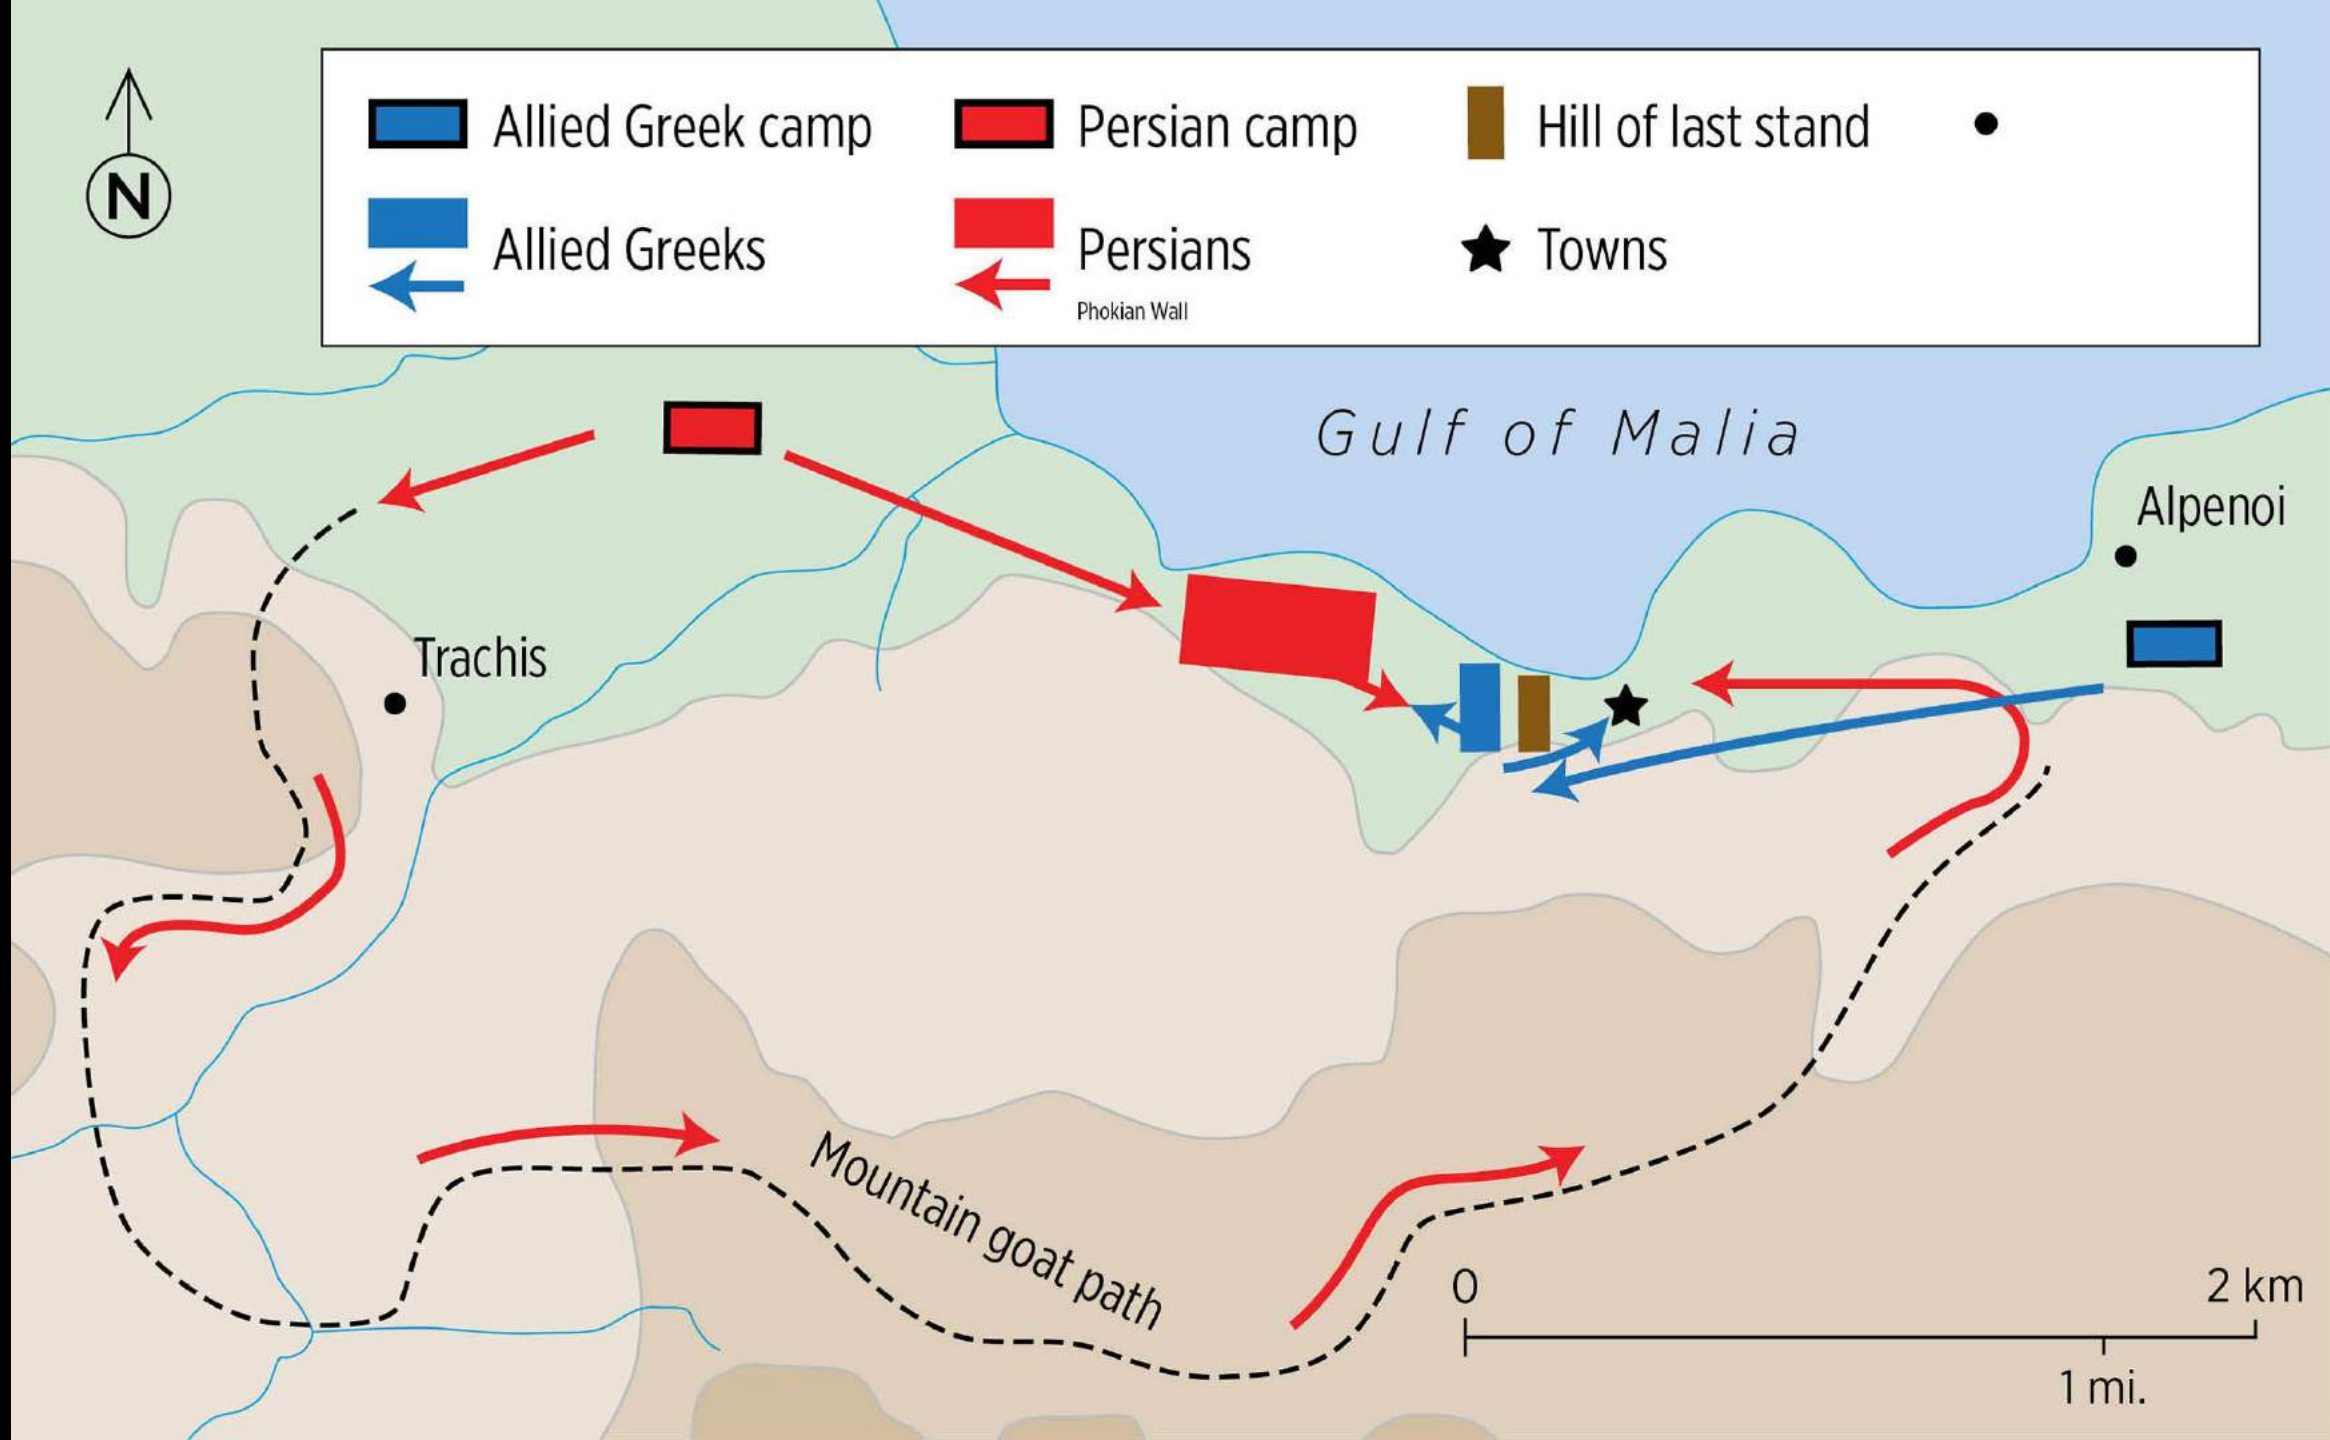 N
Allied Greek camp
Persian camp
Hill of last stand
Allied Greeks
Persians
Towns
Phokian Wall
Gulf of Malia
Alpenoi
Trachis
Mountain goat path
0
2 km
1 mi.